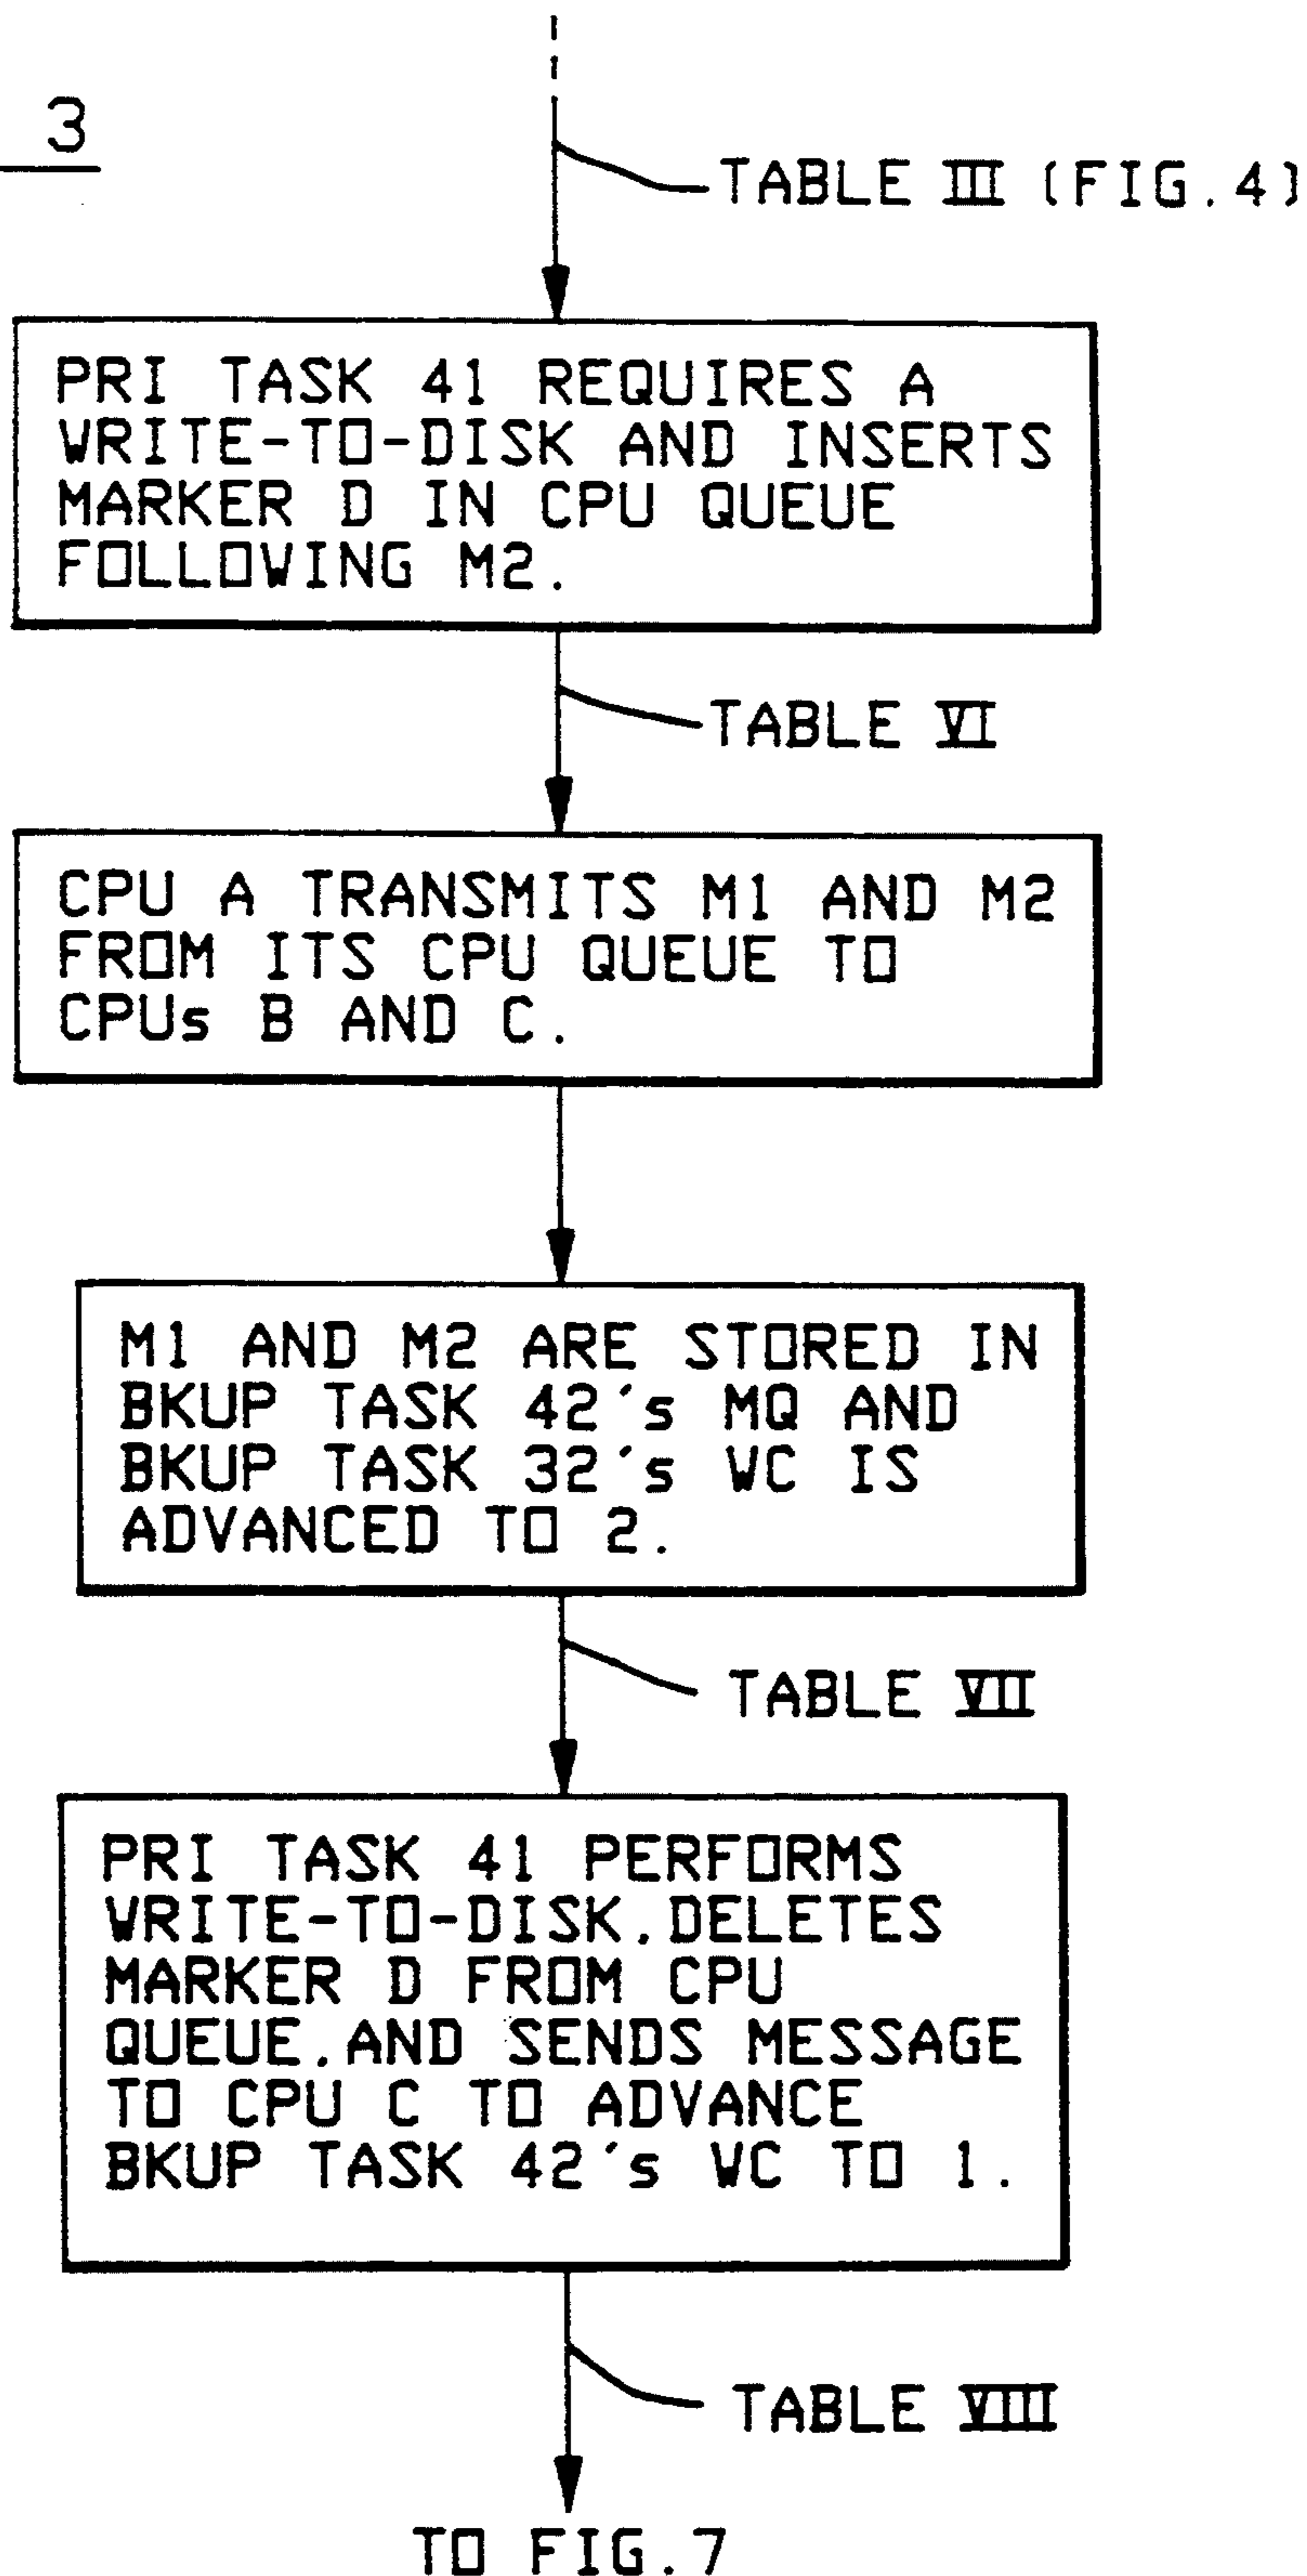 3
TABLE III (FIG.4)
PRI TASK 41 REQUIRES A
WRITE-TO-DISK AND INSERTS
MARKER D IN CPU QUEUE
FOLLOWING M2.
TABLE VI
CPU A TRANSMITS M1 AND M2
FROM ITS CPU QUEUE TO
CPUs B AND C.
M1 AND M2 ARE STORED IN
BKUP TASK 42's MQ AND
BKUP TASK 32's WC IS
ADVANCED TO 2.
TABLE VII
PRI TASK 41 PERFORMS
WRITE-TO-DISK,DELETES
MARKER D FROM CPU
QUEUE,AND SENDS MESSAGE
TO CPU C TO ADVANCE
BKUP TASK 42's WC TO 1.
TABLE VIII
TO FIG.7